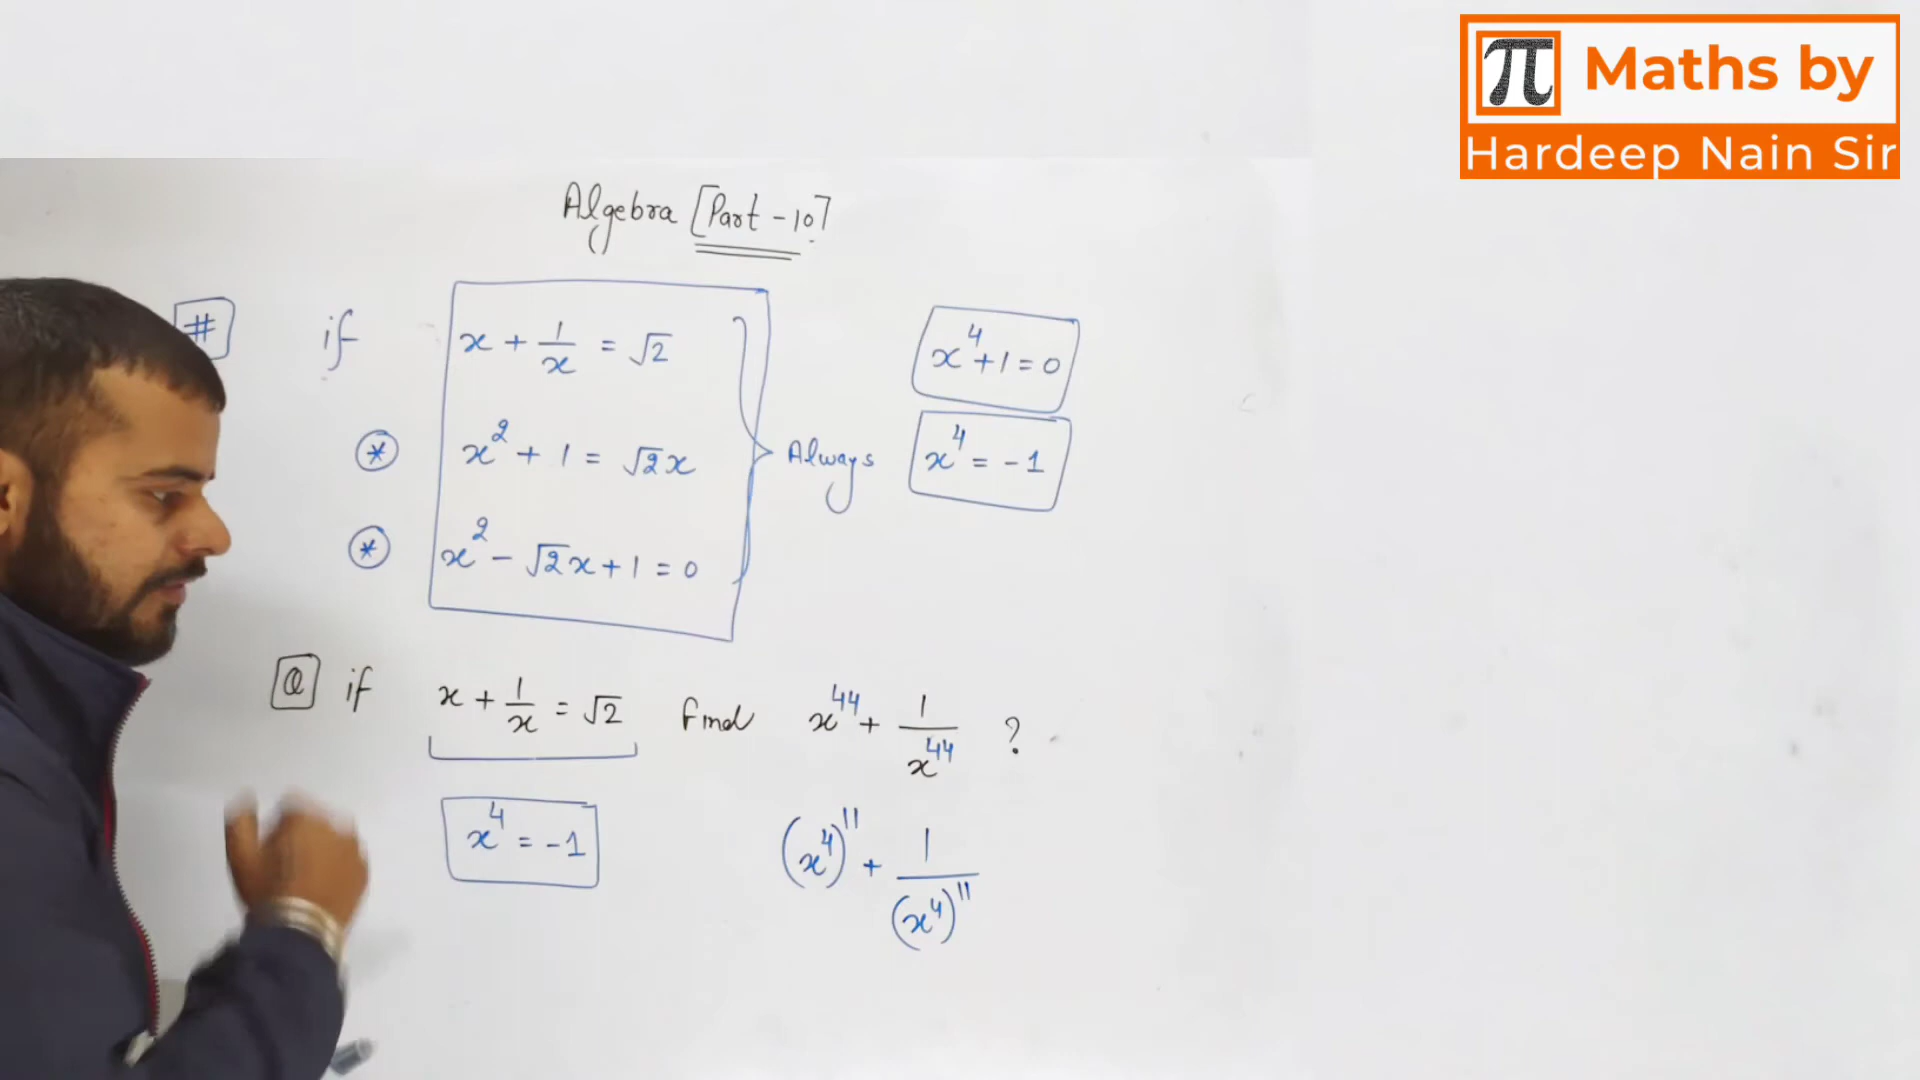 π Maths by
Hardeep Nain Sir
Algebra [Part-10]
# if x + 1/x = √2
* x² + 1 = √2x
* x² - √2x + 1 = 0
Always
x⁴+1=0
x⁴ = -1
Q if x + 1/x = √2 find x⁴⁴ + 1/x⁴⁴ ?
x⁴ = -1
(x⁴)¹¹ + 1/(x⁴)¹¹